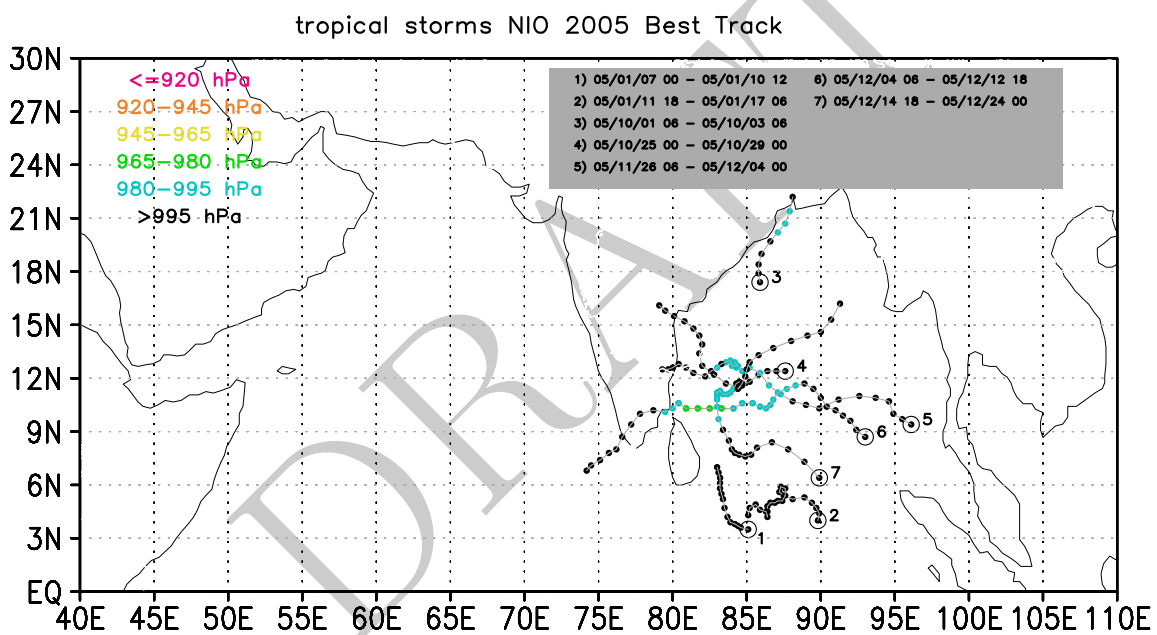 tropical storms NIO 2005 Best Track
30N
27N
24N
21N
18N
15N
12N
9N
6N
3N
EQ
<=920 hPa
920−945 hPa
945−965 hPa
965−980 hPa
980−995 hPa
>995 hPa
1) 05/01/07 00 − 05/01/10 12
2) 05/01/11 18 − 05/01/17 06
3) 05/10/01 06 − 05/10/03 06
4) 05/10/25 00 − 05/10/29 00
5) 05/11/26 06 − 05/12/04 00
6) 05/12/04 06 − 05/12/12 18
7) 05/12/14 18 − 05/12/24 00
3
4
5
6
7
2
1
DRAFT
40E 45E 50E 55E 60E 65E 70E 75E 80E 85E 90E 95E 100E 105E 110E